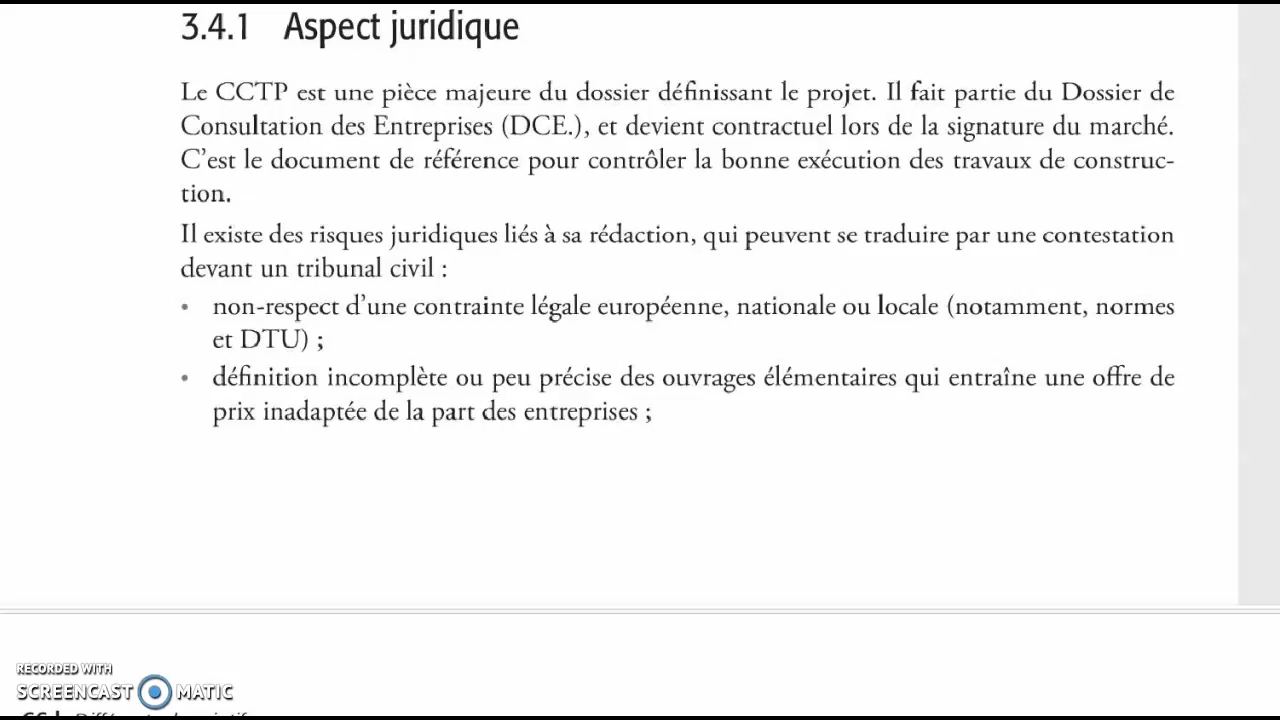 3.4.1 Aspect juridique
Le CCTP est une pièce majeure du dossier définissant le projet. Il fait partie du Dossier de
Consultation des Entreprises (DCE.), et devient contractuel lors de la signature du marché.
C'est le document de référence pour contrôler la bonne exécution des travaux de construc-
tion.
Il existe des risques juridiques liés à sa rédaction, qui peuvent se traduire par une contestation
devant un tribunal civil :
• non-respect d'une contrainte légale européenne, nationale ou locale (notamment, normes
et DTU) ;
• définition incomplète ou peu précise des ouvrages élémentaires qui entraîne une offre de
prix inadaptée de la part des entreprises ;
RECORDED WITH
SCREENCAST MATIC